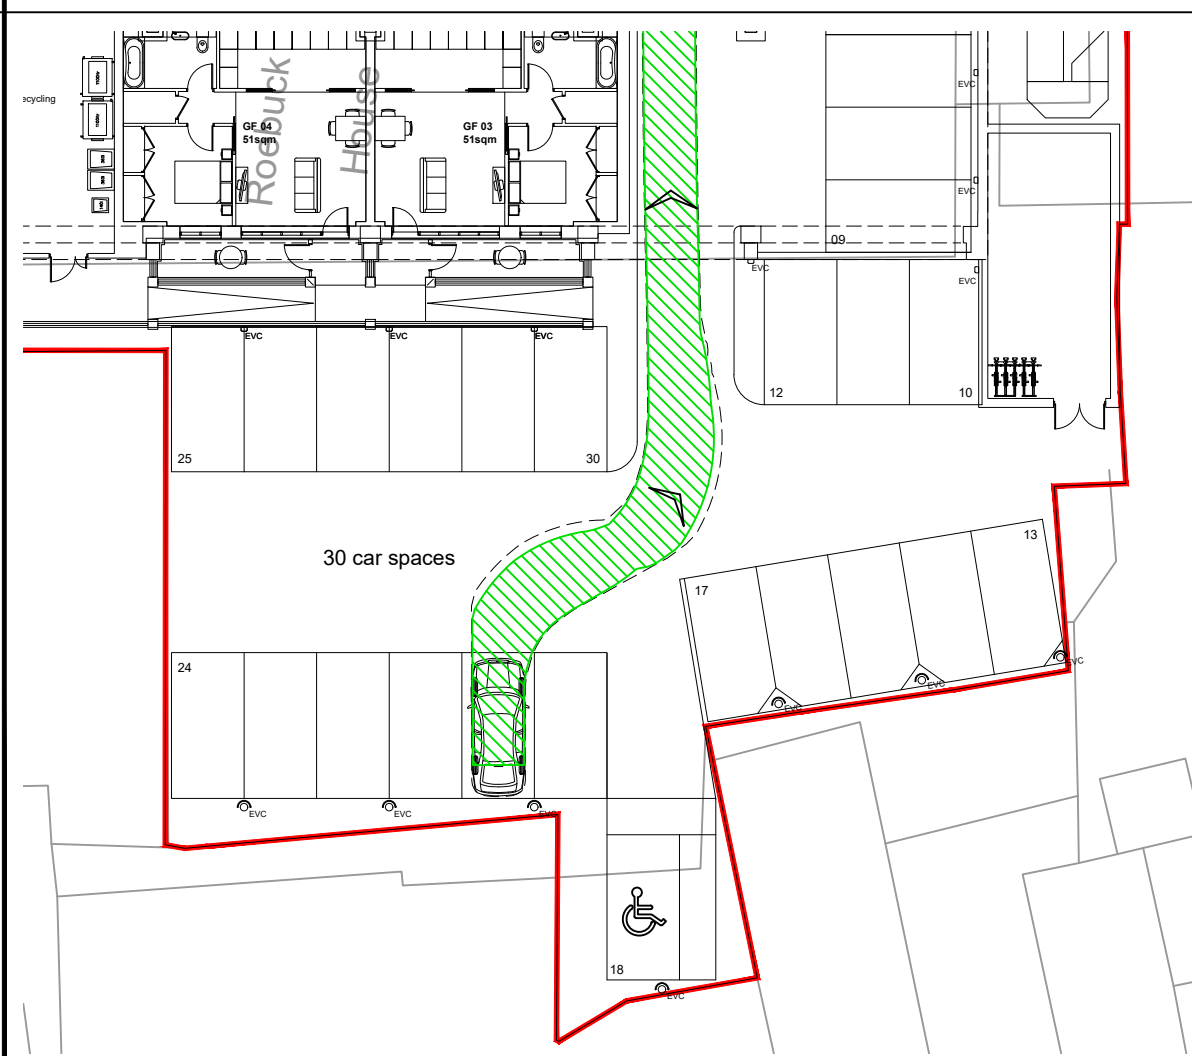 ecycling
Roebuck
House
GF 04
51sqm
GF 03
51sqm
EVC
EVC
09
EVC
EVC
EVC
EVC
EVC
12
10
25
30
30 car spaces
13
17
24
EVC
EVC
EVC
EVC
EVC
EVC
18
EVC